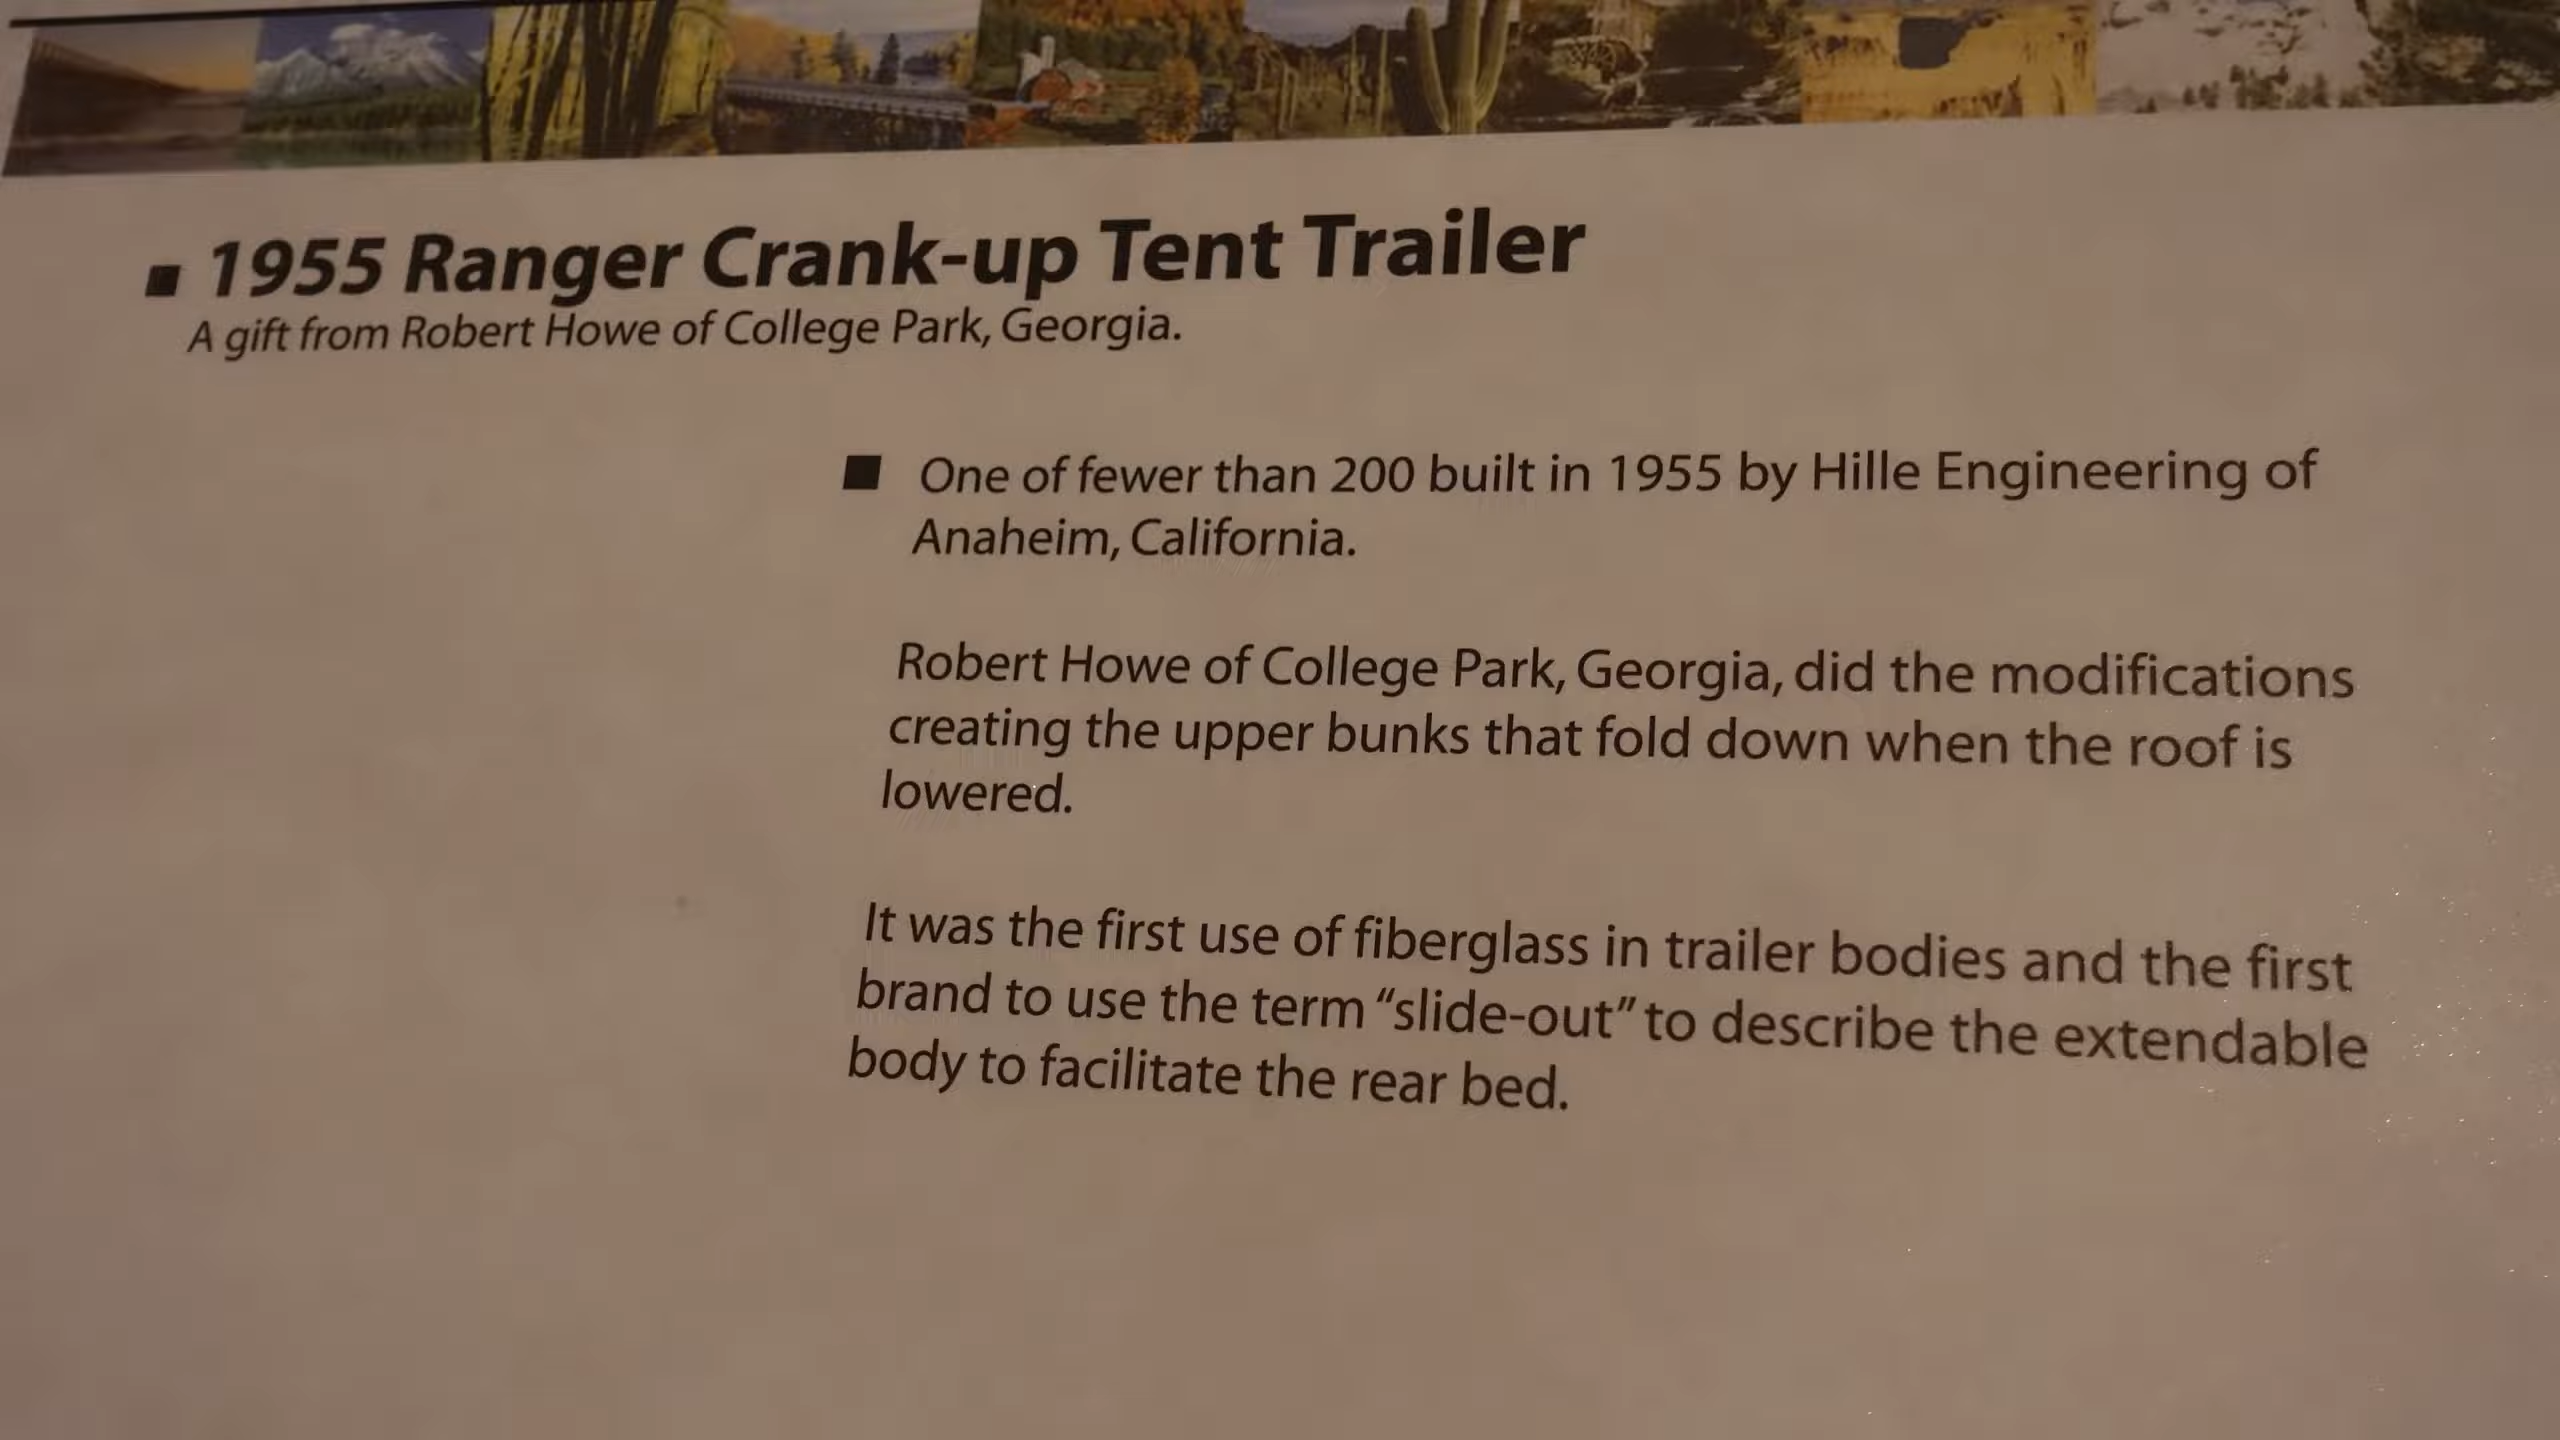 ▪ 1955 Ranger Crank-up Tent Trailer
A gift from Robert Howe of College Park, Georgia.
▪ One of fewer than 200 built in 1955 by Hille Engineering of
Anaheim, California.
Robert Howe of College Park, Georgia, did the modifications
creating the upper bunks that fold down when the roof is
lowered.
It was the first use of fiberglass in trailer bodies and the first
brand to use the term “slide-out” to describe the extendable
body to facilitate the rear bed.